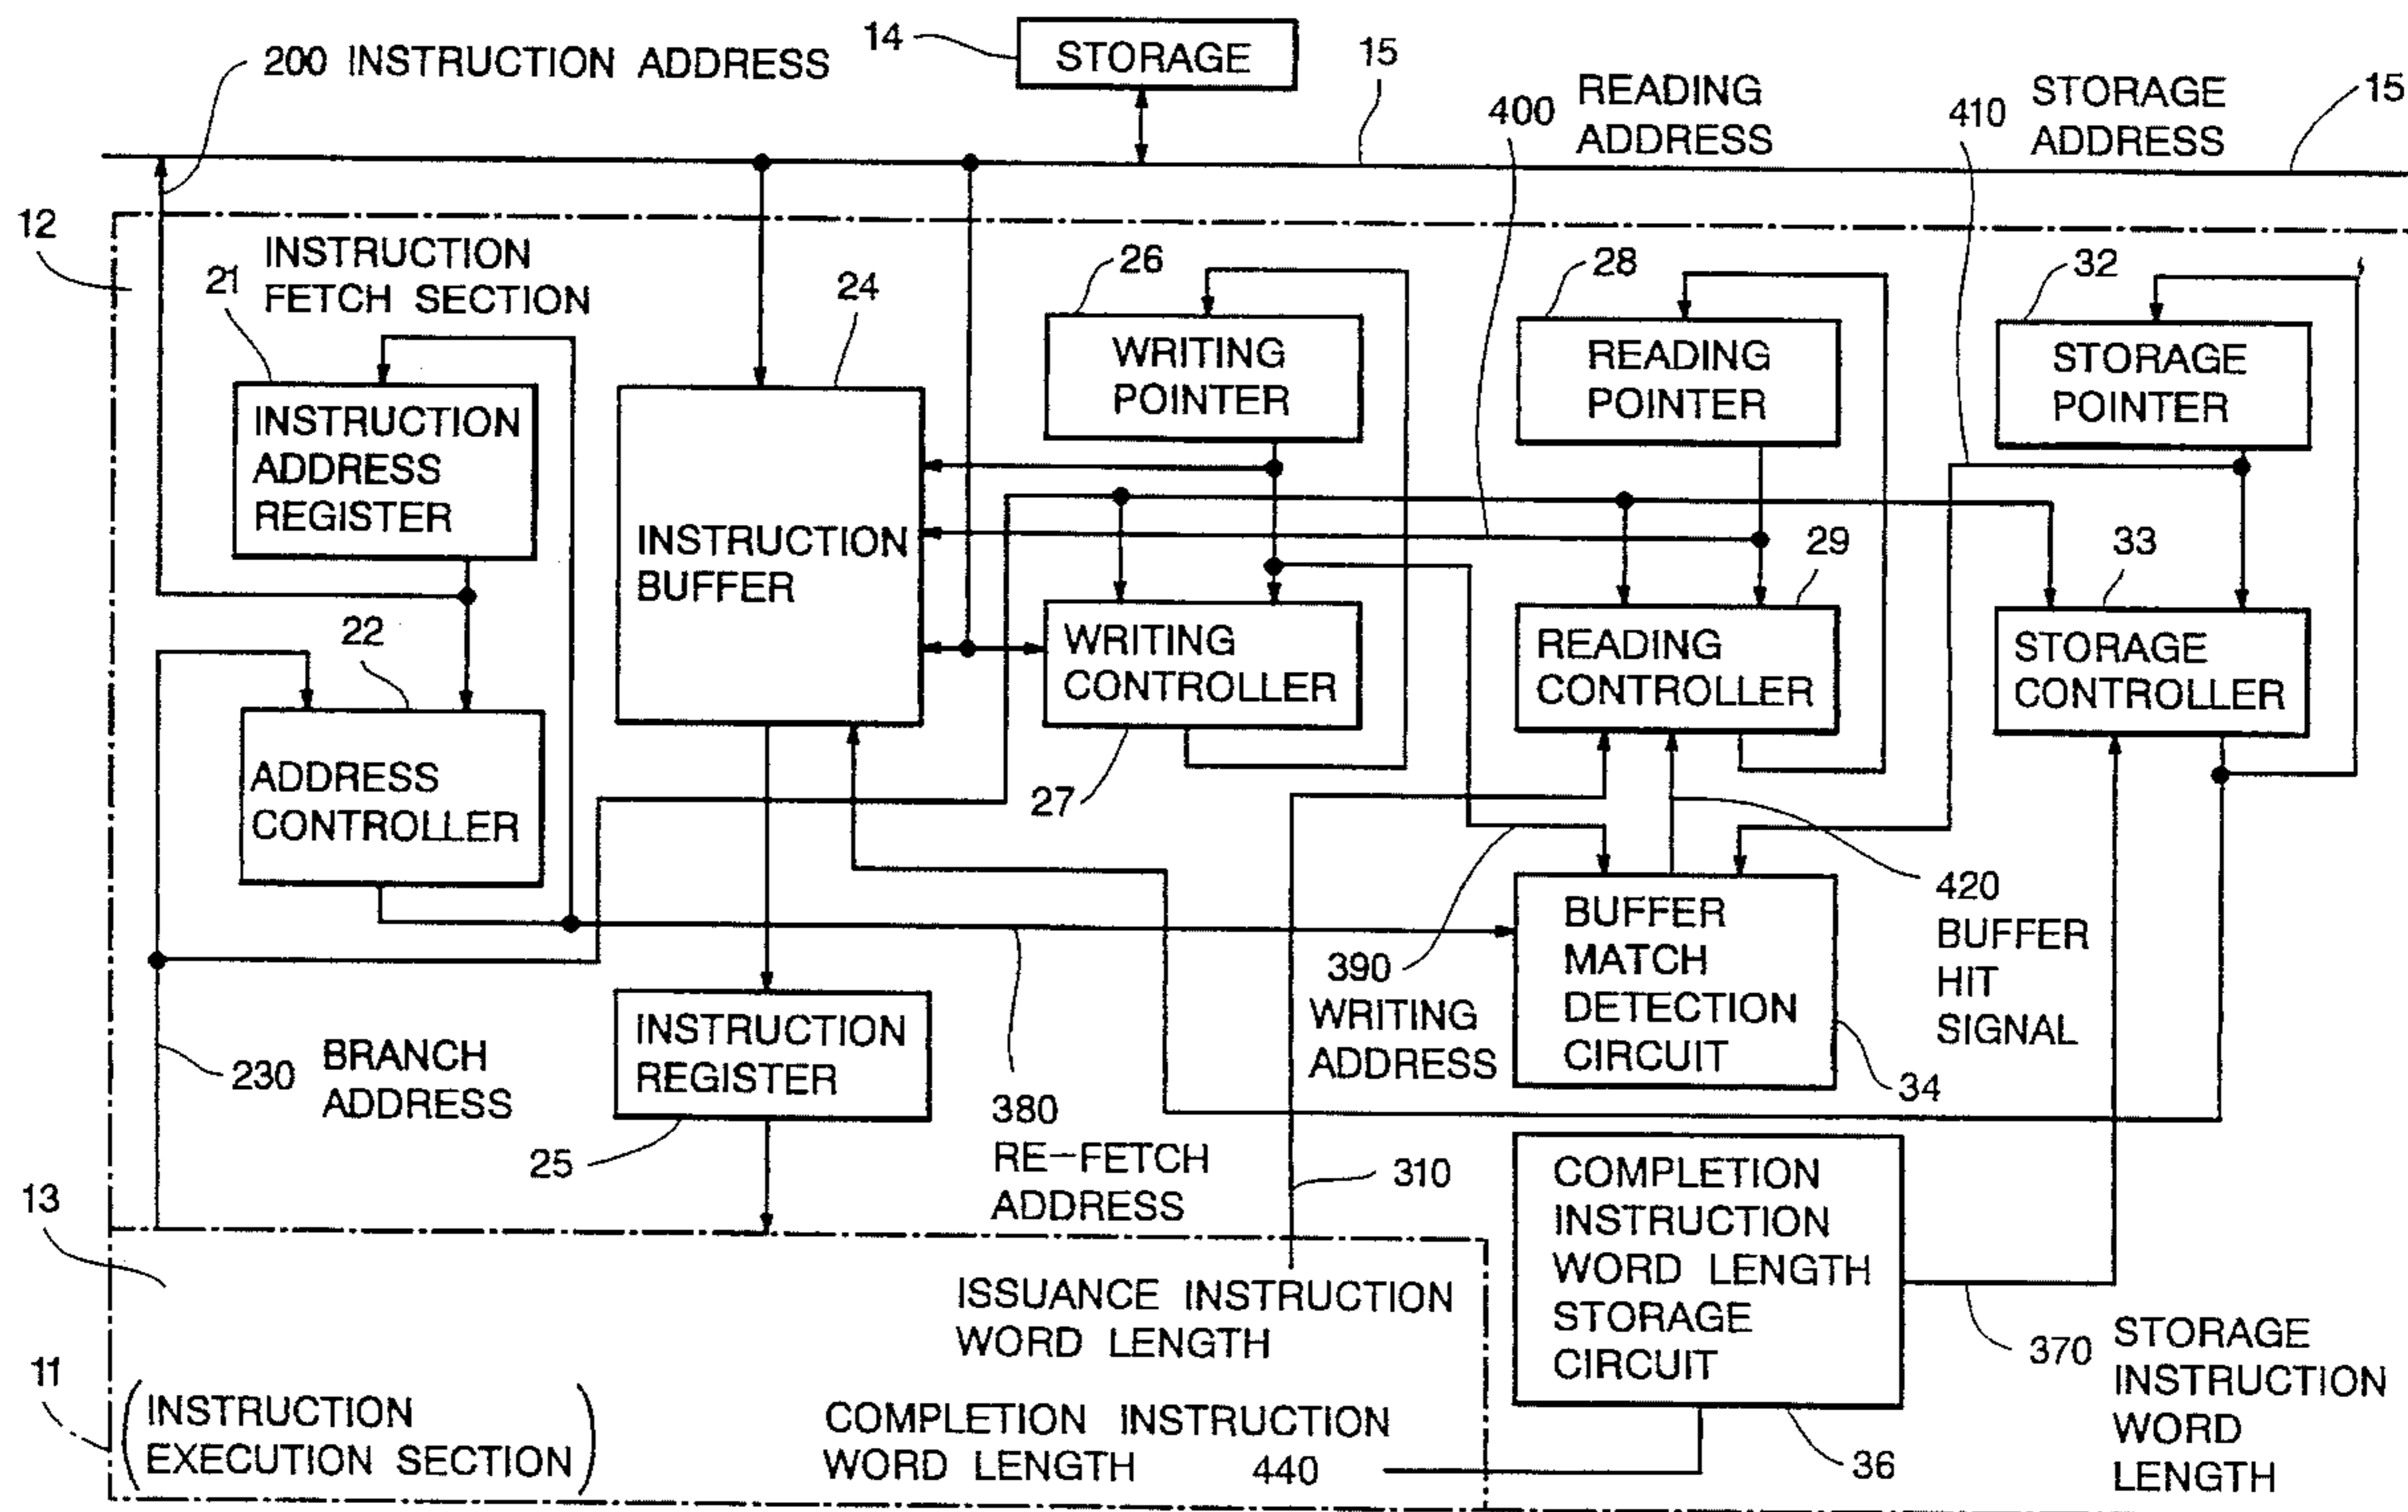 14
STORAGE
200 INSTRUCTION ADDRESS
15
400
READING
ADDRESS
410
STORAGE
ADDRESS
15
12
INSTRUCTION
FETCH SECTION
21
24
26
28
32
INSTRUCTION
ADDRESS
REGISTER
WRITING
POINTER
READING
POINTER
STORAGE
POINTER
INSTRUCTION
BUFFER
29
33
22
WRITING
CONTROLLER
READING
CONTROLLER
STORAGE
CONTROLLER
ADDRESS
CONTROLLER
27
420
BUFFER
HIT
SIGNAL
BUFFER
MATCH
DETECTION
CIRCUIT
34
390
WRITING
ADDRESS
INSTRUCTION
REGISTER
25
230
BRANCH
ADDRESS
380
RE-FETCH
ADDRESS
310
13
COMPLETION
INSTRUCTION
WORD LENGTH
STORAGE
CIRCUIT
ISSUANCE INSTRUCTION
WORD LENGTH
370
STORAGE
INSTRUCTION
WORD
LENGTH
11
(INSTRUCTION
EXECUTION SECTION)
COMPLETION INSTRUCTION
WORD LENGTH 440
36